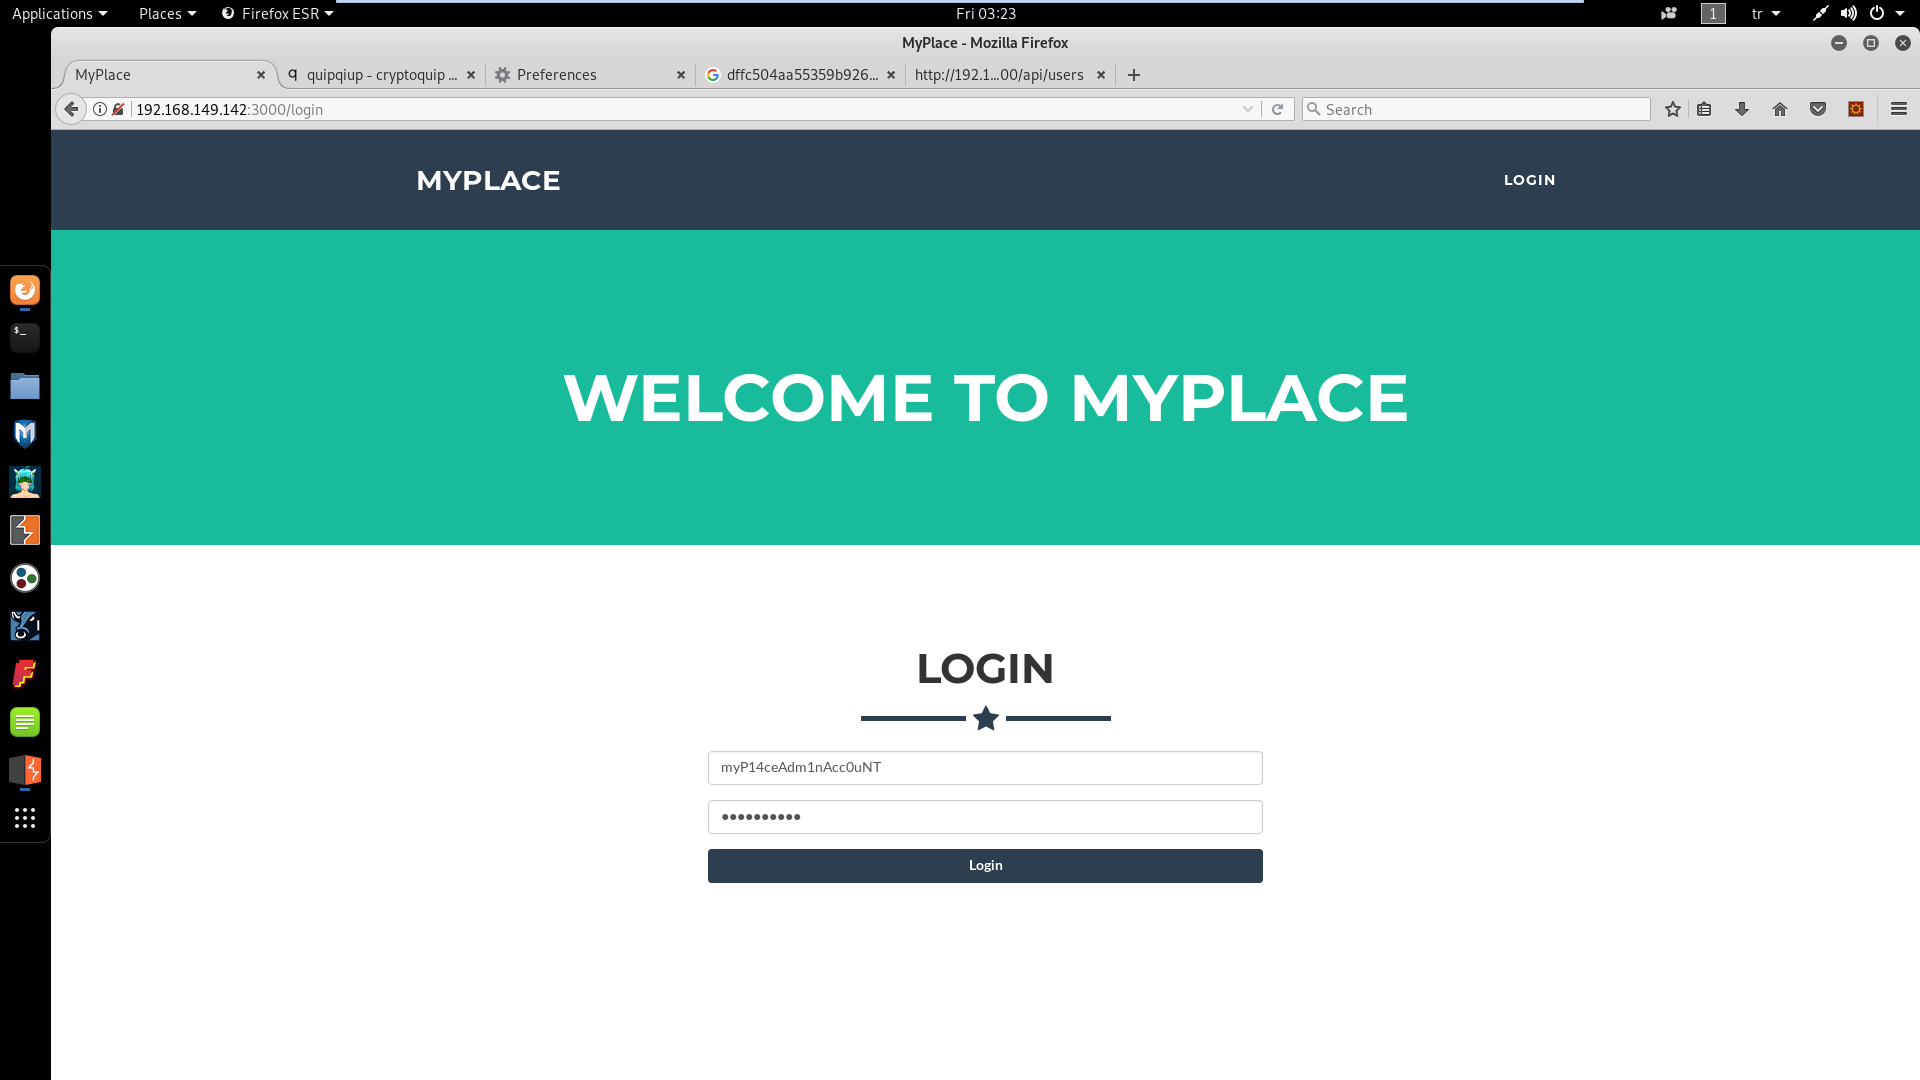 Applications Places Firefox ESR Fri 03:23 1 tr
MyPlace - Mozilla Firefox
MyPlace quipqiup - cryptoquip ... Preferences dffc504aa55359b926... http://192.1...00/api/users
192.168.149.142:3000/login Search
MYPLACE LOGIN
WELCOME TO MYPLACE
LOGIN
myP14ceAdm1nAcc0uNT
●●●●●●●●●●
Login